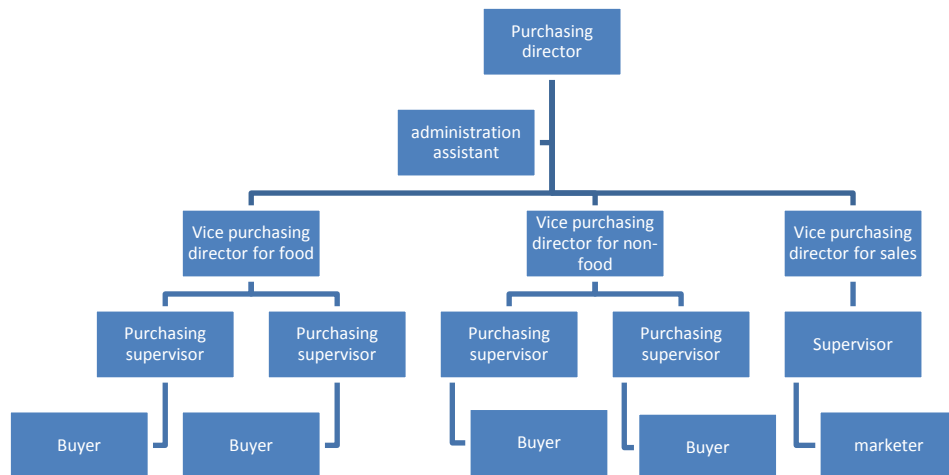 Purchasing
director
administration
assistant
Vice purchasing
director for food
Vice purchasing
director for non-
food
Vice purchasing
director for sales
Purchasing
supervisor
Purchasing
supervisor
Purchasing
supervisor
Purchasing
supervisor
Supervisor
Buyer
Buyer
Buyer
Buyer
marketer